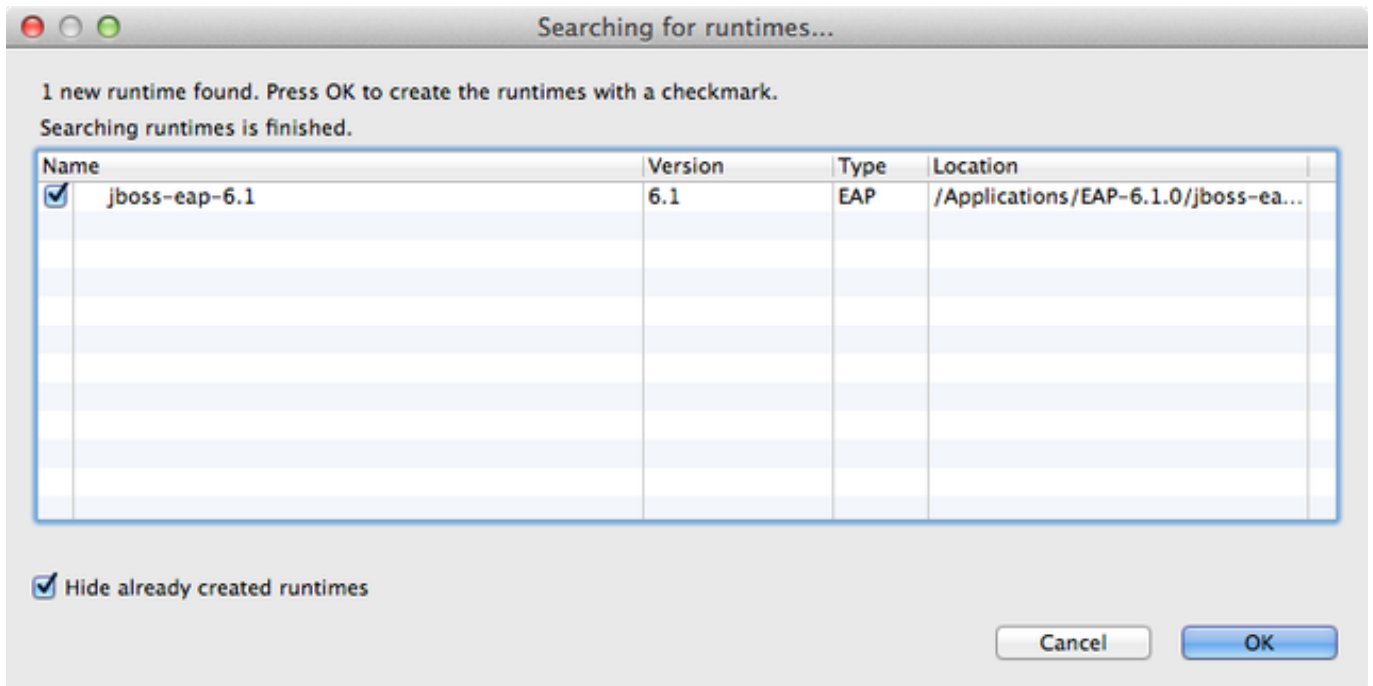 Searching for runtimes...
1 new runtime found. Press OK to create the runtimes with a checkmark.
Searching runtimes is finished.
Name Version Type Location
jboss-eap-6.1 6.1 EAP /Applications/EAP-6.1.0/jboss-ea...
Hide already created runtimes
Cancel OK